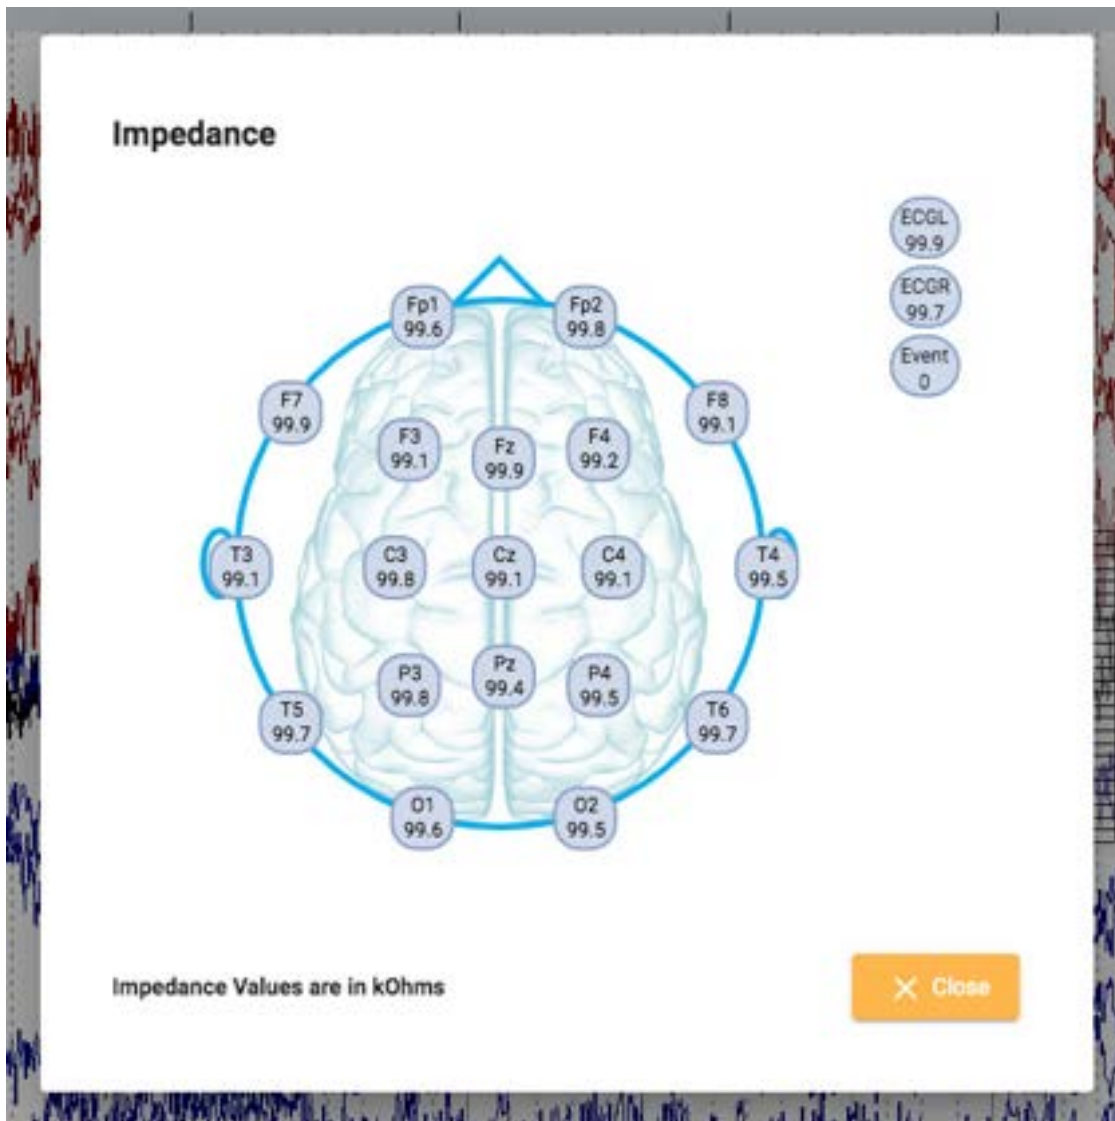 Impedance
ECGL
99.9
ECGR
99.7
Event
0
Fp1
99.6
Fp2
99.8
F7
99.9
F8
99.1
F3
99.1
Fz
99.9
F4
99.2
T3
99.1
C3
99.8
Cz
99.1
C4
99.1
T4
99.5
P3
99.8
Pz
99.4
P4
99.5
T5
99.7
T6
99.7
O1
99.6
O2
99.5
Impedance Values are in kOhms
Close